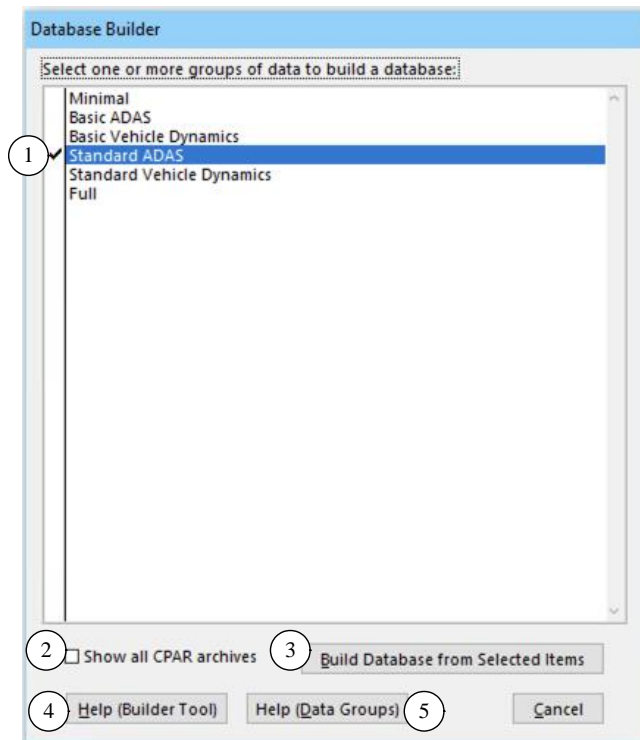 Database Builder
Select one or more groups of data to build a database:
Minimal
Basic ADAS
Basic Vehicle Dynamics
1 Standard ADAS
Standard Vehicle Dynamics
Full
2 Show all CPAR archives 3 Build Database from Selected Items
4 Help (Builder Tool) Help (Data Groups) 5 Cancel